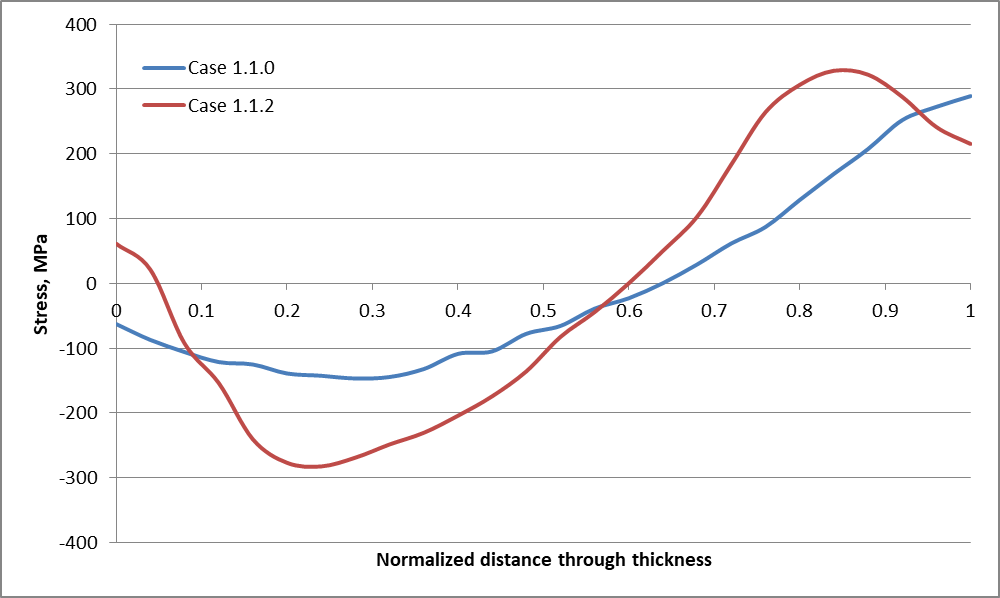 400
300
200
100
0
-100
-200
-300
-400
Stress, MPa
Case 1.1.0
Case 1.1.2
0 0.1 0.2 0.3 0.4 0.5 0.6 0.7 0.8 0.9 1
Normalized distance through thickness